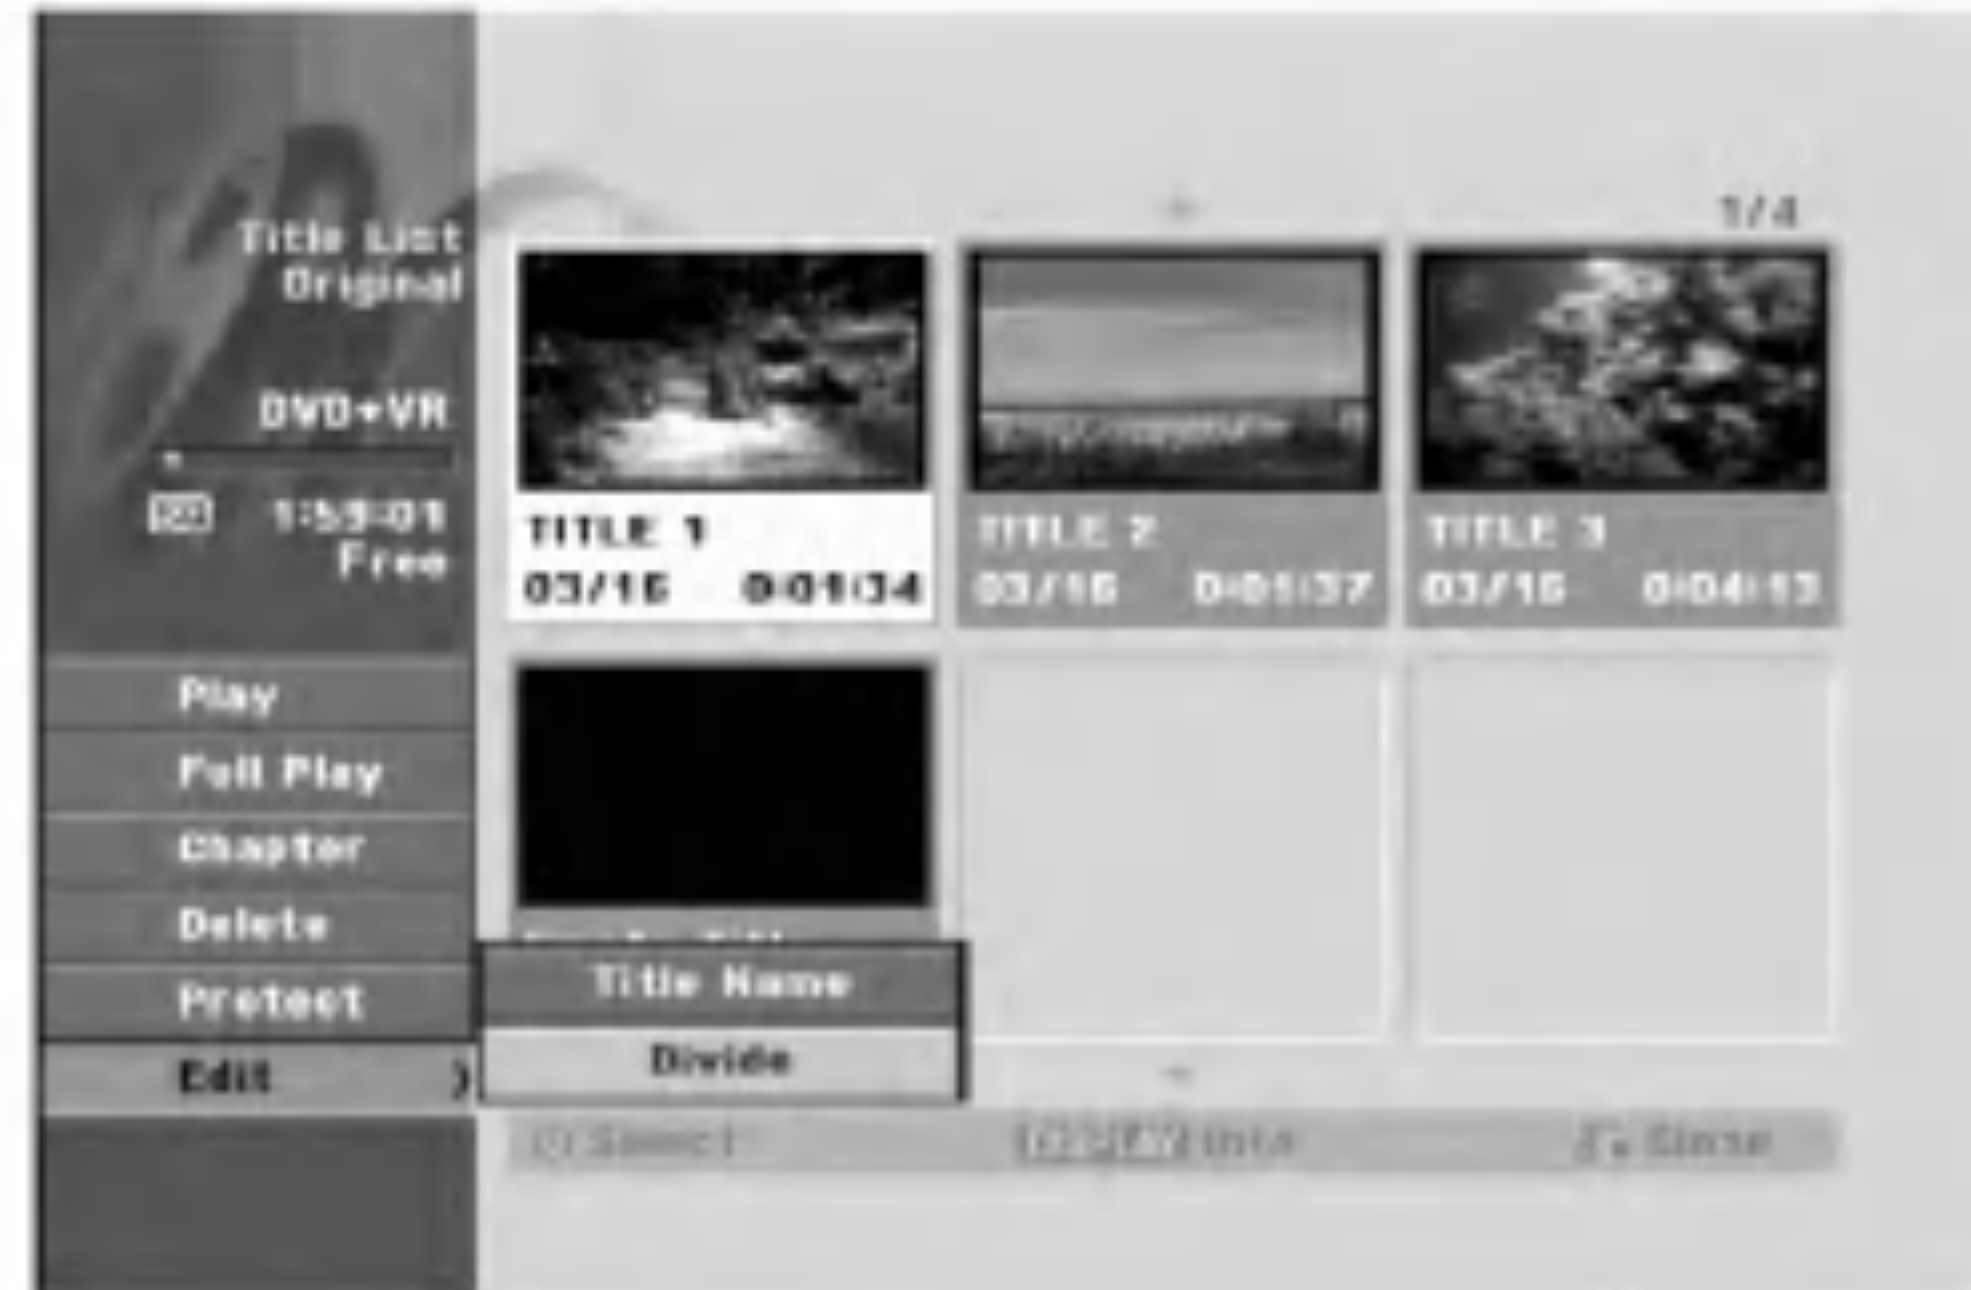 Title List
Original
DVD+VR
1:59:01
Free
Play
Full Play
Chapter
Delete
Protect
Edit >
1/4
TITLE 1
03/16 0:01:34
TITLE 2
03/16 0:01:37
TITLE 3
03/16 0:04:13
Title Name
Divide
Select
Info
Close